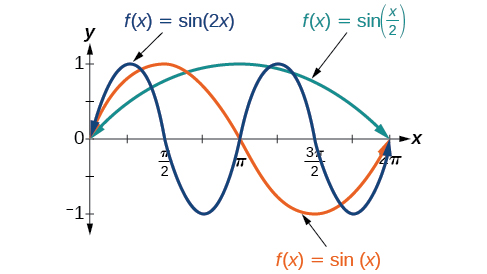 f(x) = sin(2x)
f(x) = sin(x/2)
y
1
0
−1
π/2
π
3π/2
2π
x
f(x) = sin (x)